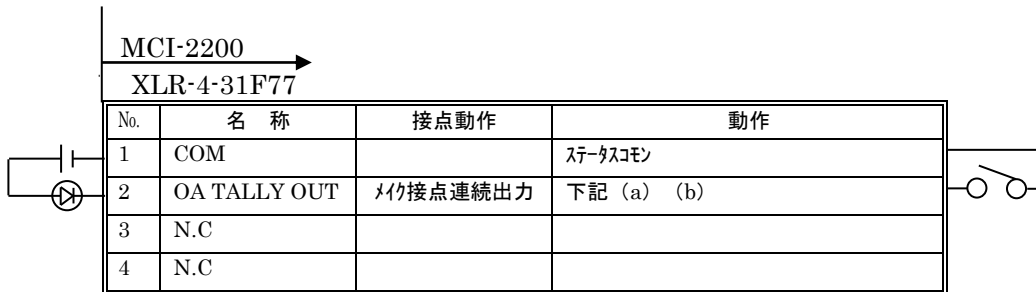 MCI-2200
XLR-4-31F77
No. 名 称 接点動作 動作
1 COM ｽﾃｰﾀｽｺﾓﾝ
2 OA TALLY OUT ﾒｲｸ接点連続出力 下記 (a) (b)
3 N.C
4 N.C